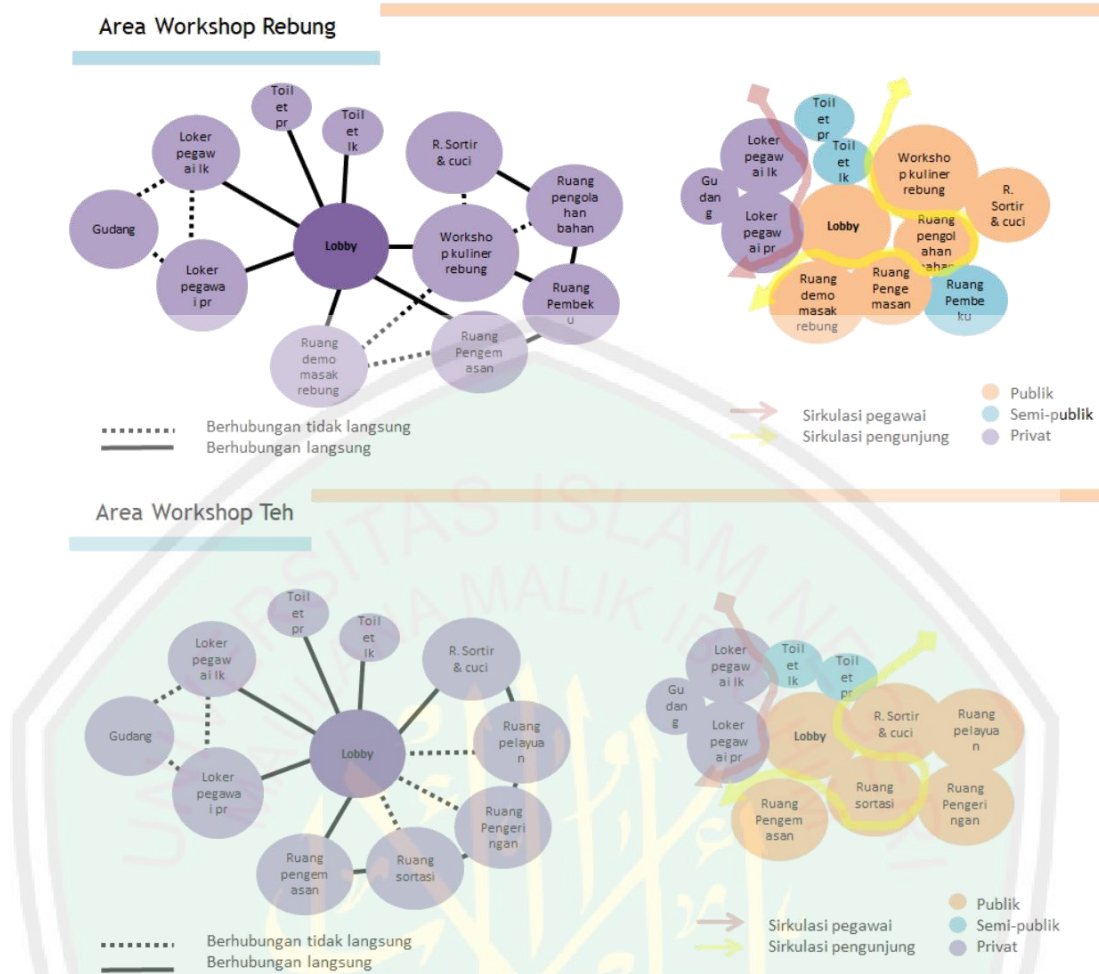 Area Workshop Rebung
Toil
et
pr
Toil
et lk
Loker
pegaw
ai lk
R. Sortir
& cuci
Ruang
pengola
han
bahan
Gudang
Lobby
Worksho
p kuliner
rebung
Loker
pegawa
i pr
Ruang
Pembek
u
Ruang
demo
masak
rebung
Ruang
Pengem
asan
Berhubungan tidak langsung
Berhubungan langsung
Toil
et
pr
Toil
et lk
Loker
pegaw
ai lk
Worksho
p kuliner
rebung
Gu
dan
g
R.
Sortir
& cuci
Loker
pegaw
ai pr
Lobby
Ruang
pengol
ahan
bahan
Ruang
demo
masak
rebung
Ruang
Penge
masan
Ruang
Pembe
ku
Sirkulasi pegawai
Sirkulasi pengunjung
Publik
Semi-publik
Privat
Area Workshop Teh
Toil
et
pr
Toil
et lk
Loker
pegaw
ai lk
R. Sortir
& cuci
Gudang
Lobby
Ruang
pelayua
n
Loker
pegawa
i pr
Ruang
Pengeri
ngan
Ruang
pengem
asan
Ruang
sortasi
Berhubungan tidak langsung
Berhubungan langsung
Loker
pegaw
ai lk
Toil
et
lk
Toil
et
pr
Gu
dan
g
Loker
pegaw
ai pr
Lobby
R. Sortir
& cuci
Ruang
pelayua
n
Ruang
Pengem
asan
Ruang
sortasi
Ruang
Pengeri
ngan
Sirkulasi pegawai
Sirkulasi pengunjung
Publik
Semi-publik
Privat